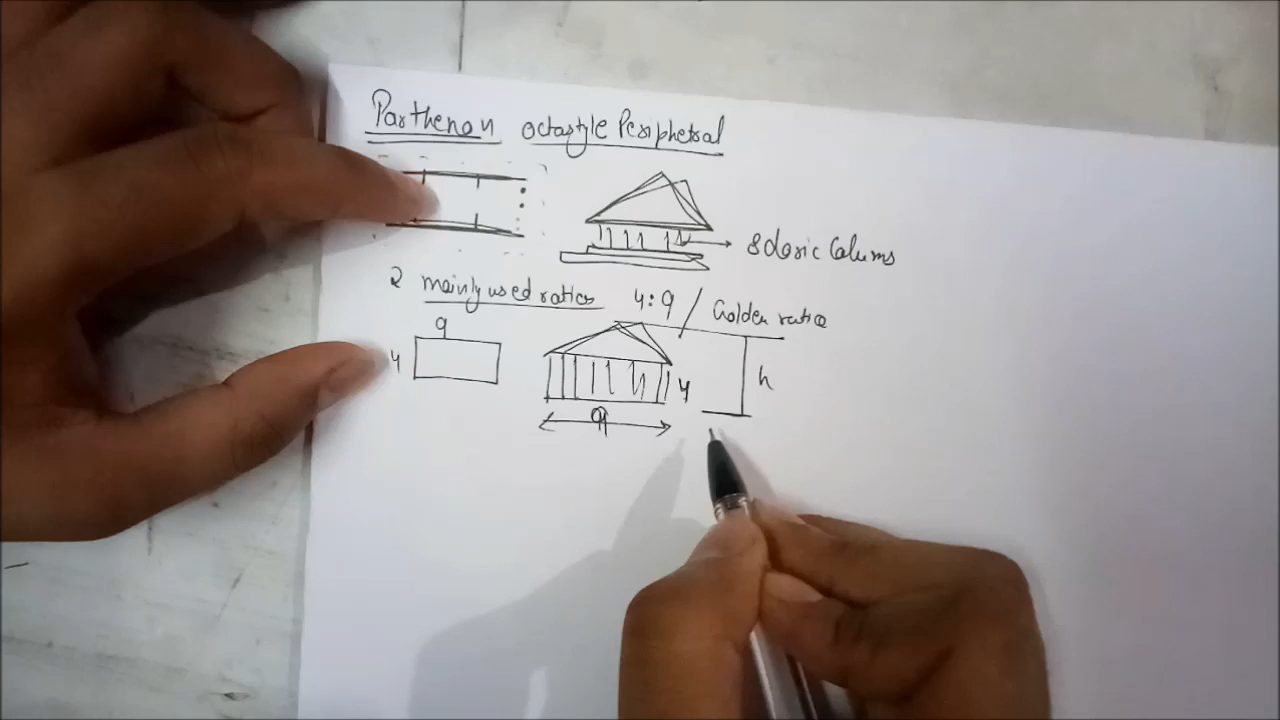 Parthenon octastyle Peripheral
8 doric Colums
2 mainly used ratios 4:9 / Golden ratio
9
4
4
h
9